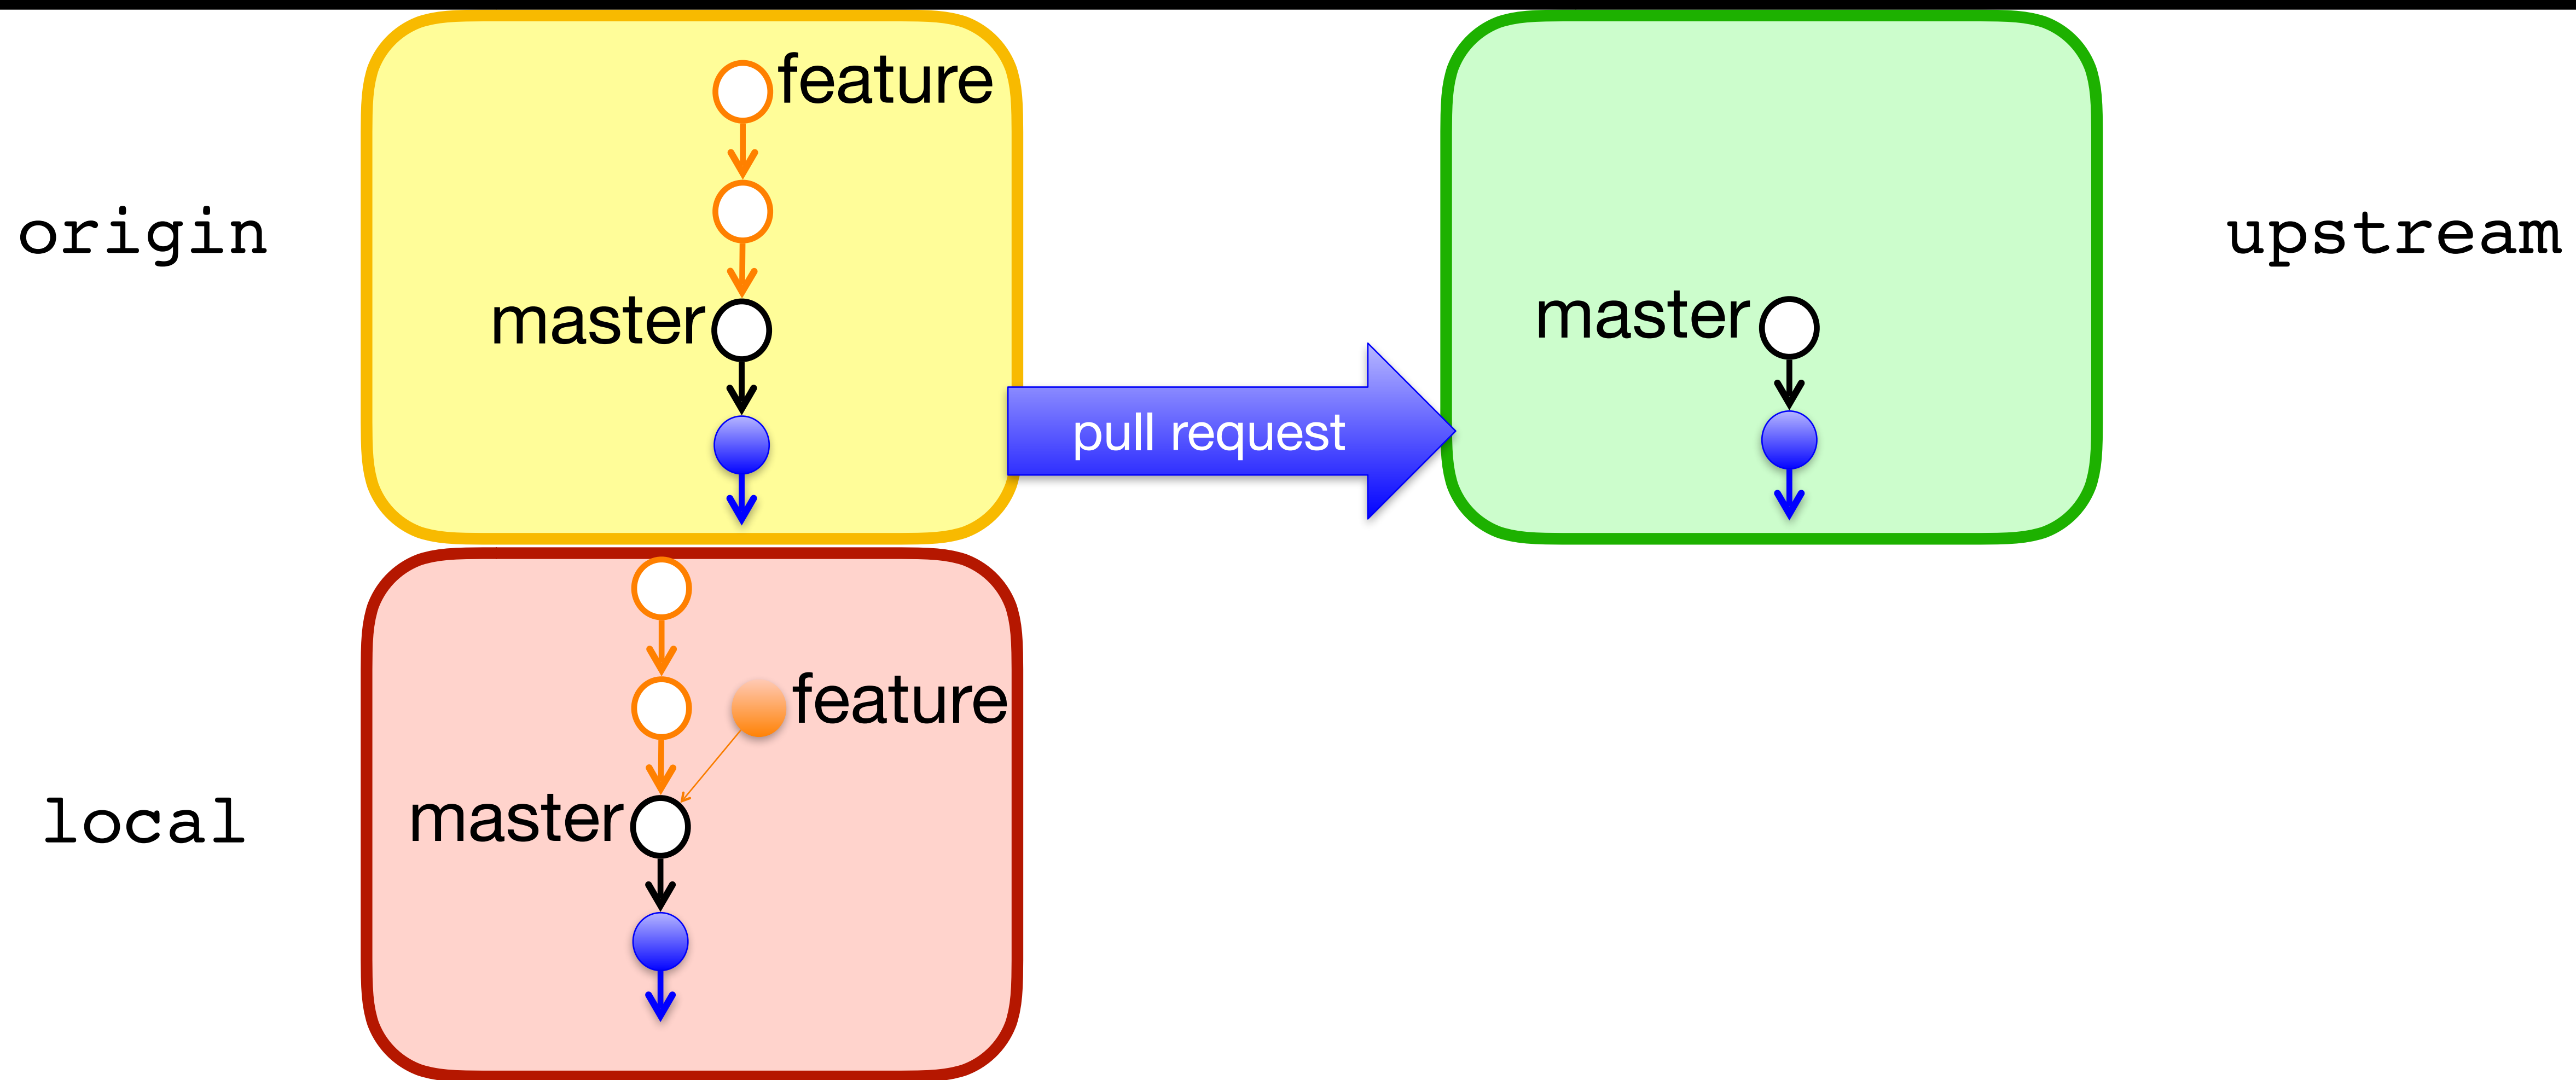 feature
origin
upstream
master
master
pull request
feature
local
master